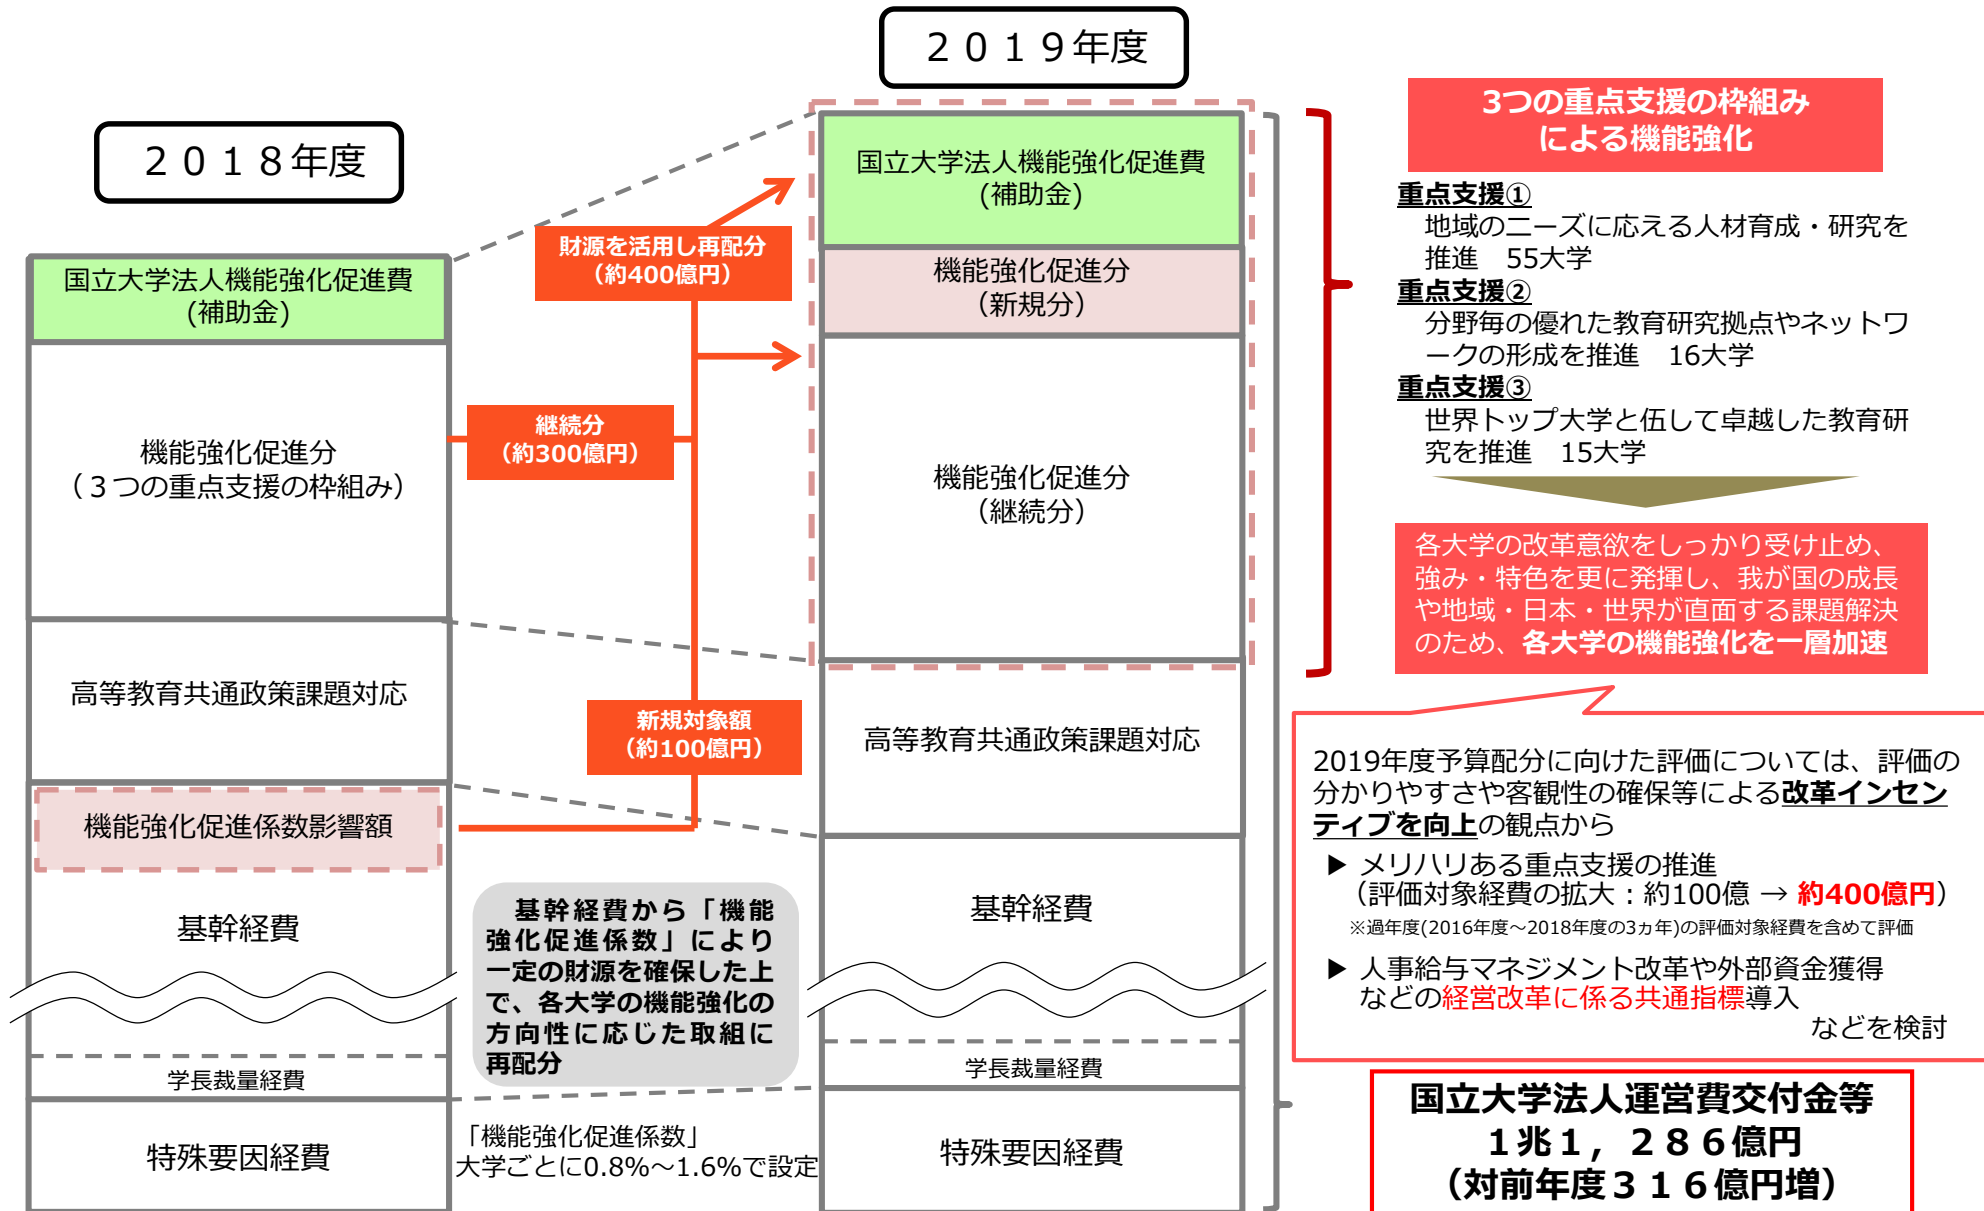 ２０１８年度
国立大学法人機能強化促進費
(補助金)
機能強化促進分
（３つの重点支援の枠組み）
高等教育共通政策課題対応
機能強化促進係数影響額
基幹経費
学長裁量経費
特殊要因経費
財源を活用し再配分
（約400億円）
継続分
（約300億円）
新規対象額
（約100億円）
基幹経費から「機能
強化促進係数」により
一定の財源を確保した上
で、各大学の機能強化の
方向性に応じた取組に
再配分
「機能強化促進係数」
大学ごとに0.8%～1.6%で設定
２０１９年度
国立大学法人機能強化促進費
(補助金)
機能強化促進分
（新規分）
機能強化促進分
（継続分）
高等教育共通政策課題対応
基幹経費
学長裁量経費
特殊要因経費
3つの重点支援の枠組み
による機能強化
重点支援①
地域のニーズに応える人材育成・研究を
推進　55大学
重点支援②
分野毎の優れた教育研究拠点やネットワ
ークの形成を推進　16大学
重点支援③
世界トップ大学と伍して卓越した教育研
究を推進　15大学
各大学の改革意欲をしっかり受け止め、
強み・特色を更に発揮し、我が国の成長
や地域・日本・世界が直面する課題解決
のため、各大学の機能強化を一層加速
2019年度予算配分に向けた評価については、評価の
分かりやすさや客観性の確保等による改革インセン
ティブを向上の観点から
▶ メリハリある重点支援の推進
（評価対象経費の拡大：約100億 → 約400億円）
※過年度(2016年度～2018年度の3ヵ年)の評価対象経費を含めて評価
▶ 人事給与マネジメント改革や外部資金獲得
などの経営改革に係る共通指標導入
などを検討
国立大学法人運営費交付金等
１兆１，２８６億円
（対前年度３１６億円増）